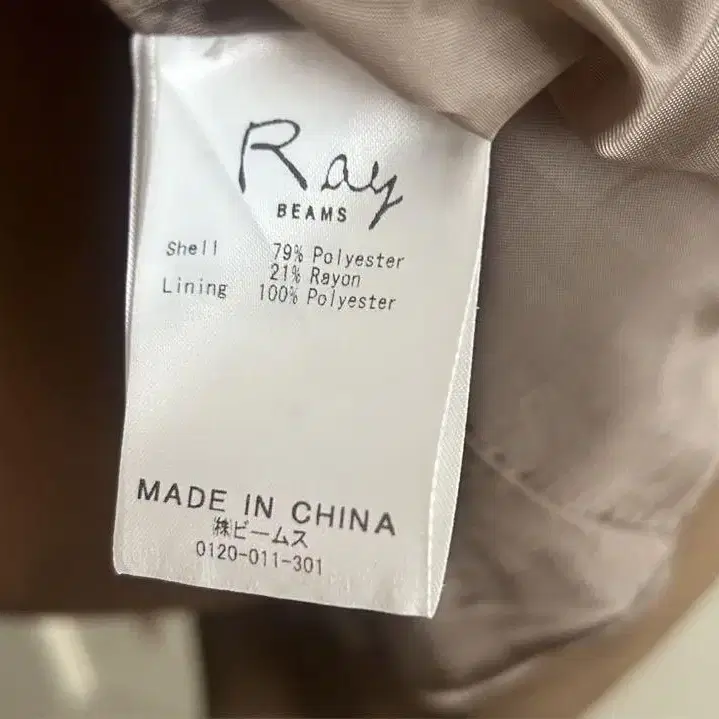 Ray
BEAMS
Shell 79% Polyester
21% Rayon
Lining 100% Polyester
MADE IN CHINA
㈱ビームス
0120-011-301